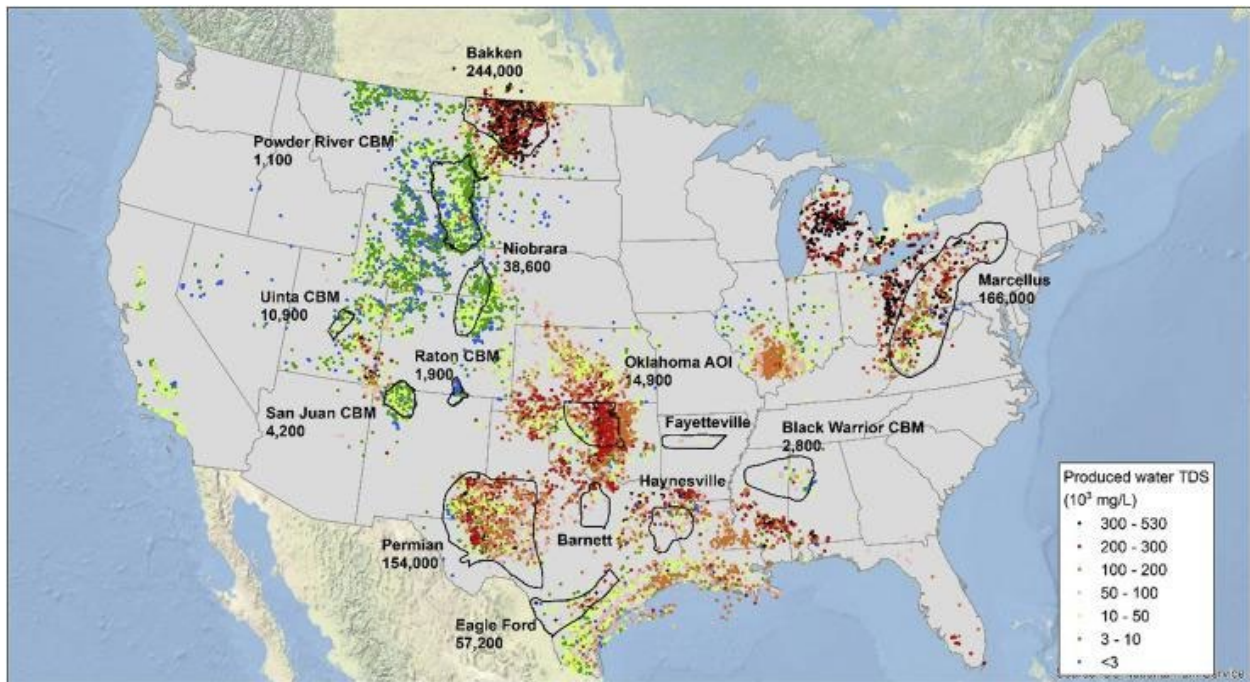 Bakken
244,000
Powder River CBM
1,100
Niobrara
38,600
Marcellus
166,000
Uinta CBM
10,900
Raton CBM
1,900
Oklahoma AOI
14,900
San Juan CBM
4,200
Fayetteville
Black Warrior CBM
2,800
Haynesville
Barnett
Permian
154,000
Eagle Ford
57,200
Produced water TDS
(10³ mg/L)
300 - 530
200 - 300
100 - 200
50 - 100
10 - 50
3 - 10
<3